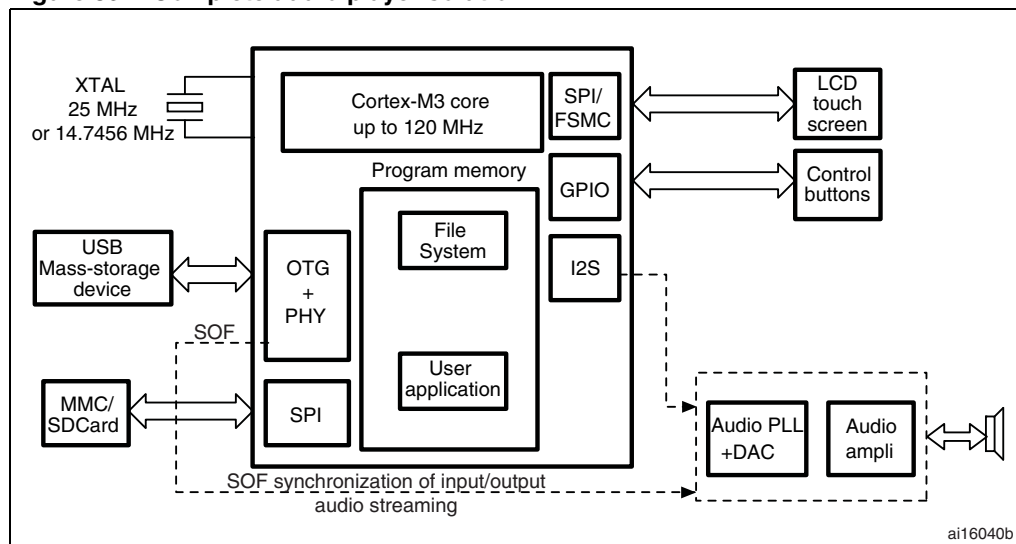 XTAL
25 MHz
or 14.7456 MHz
Cortex-M3 core
up to 120 MHz
SPI/
FSMC
LCD
touch
screen
Program memory
GPIO
Control
buttons
File
System
I2S
USB
Mass-storage
device
OTG
+
PHY
SOF
User
application
MMC/
SDCard
SPI
Audio PLL
+DAC
Audio
ampli
SOF synchronization of input/output
audio streaming
ai16040b